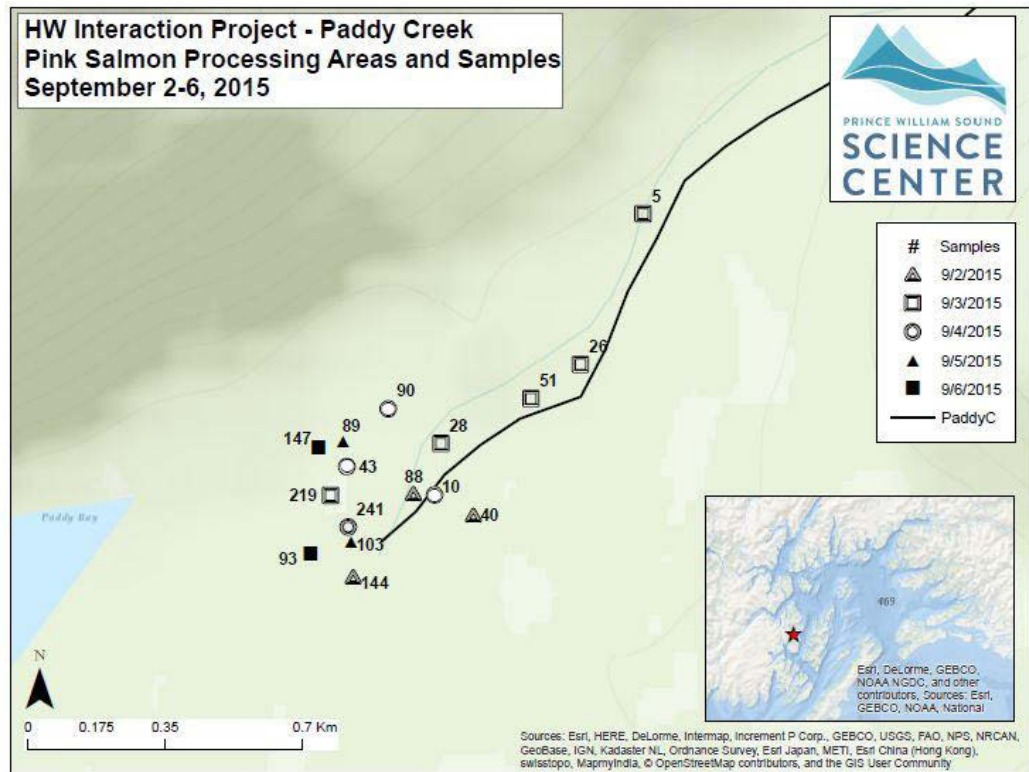 HW Interaction Project - Paddy Creek
Pink Salmon Processing Areas and Samples
September 2-6, 2015
PRINCE WILLIAM SOUND
SCIENCE
CENTER
# Samples
9/2/2015
9/3/2015
9/4/2015
9/5/2015
9/6/2015
PaddyC
5
26
51
90
28
89
147
43
88
10
219
241
40
103
93
144
Paddy Bay
N
0 0.175 0.35 0.7 Km
469
Esri, DeLorme, GEBCO,
NOAA NGDC, and other
contributors, Sources: Esri,
GEBCO, NOAA, National
Sources: Esri, HERE, DeLorme, Intermap, increment P Corp., GEBCO, USGS, FAO, NPS, NRCAN,
GeoBase, IGN, Kadaster NL, Ordnance Survey, Esri Japan, METI, Esri China (Hong Kong),
swisstopo, MapmyIndia, © OpenStreetMap contributors, and the GIS User Community